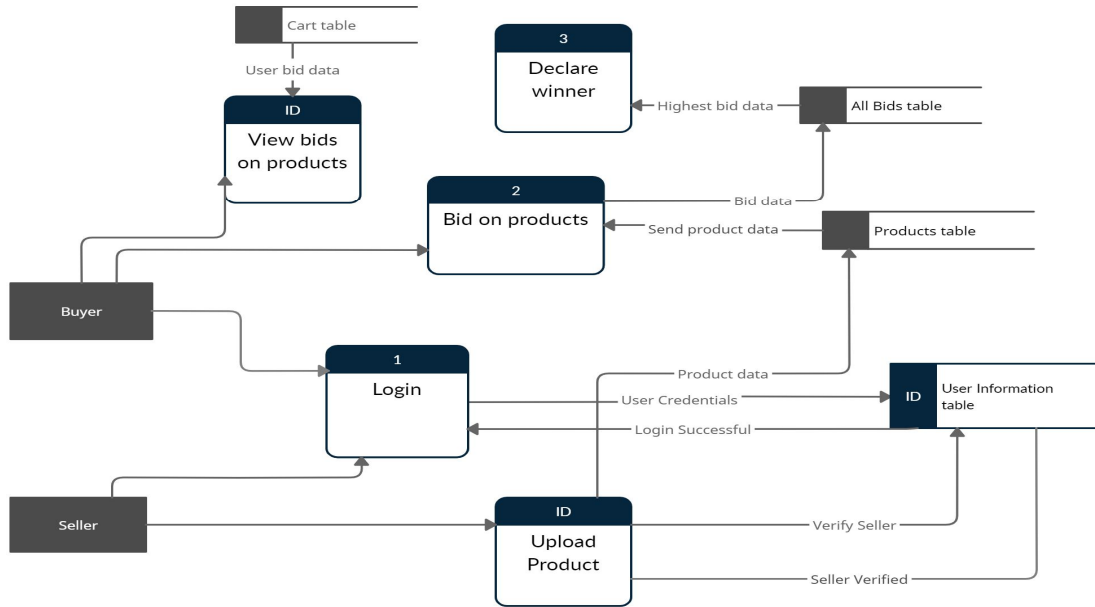 Cart table
User bid data
ID
View bids
on products
3
Declare
winner
Highest bid data
All Bids table
2
Bid on products
Bid data
Send product data
Products table
Buyer
1
Login
Product data
User Credentials
Login Successful
ID
User Information
table
Seller
ID
Upload
Product
Verify Seller
Seller Verified